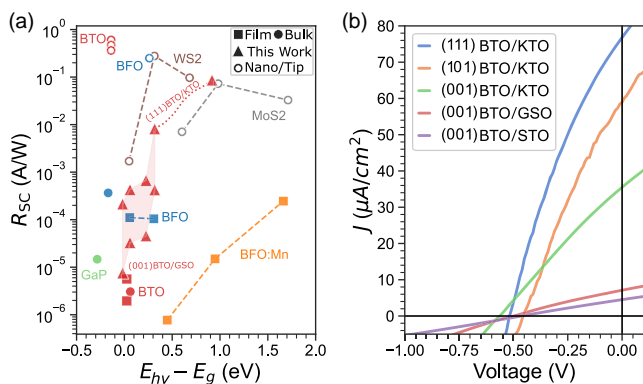 (a)
10^0
10^-1
10^-2
10^-3
10^-4
10^-5
10^-6
R_SC (A/W)
BTO
BFO
WS2
Film Bulk
This Work
Nano/Tip
(111)BTO/KTO
MoS2
BFO
GaP
(001)BTO/GSO
BTO
BFO:Mn
−0.5 0.0 0.5 1.0 1.5 2.0
E_hν − E_g (eV)
(b)
80
70
60
50
40
30
20
10
0
J (μA/cm²)
(111) BTO/KTO
(101) BTO/KTO
(001) BTO/KTO
(001) BTO/GSO
(001) BTO/STO
−1.00 −0.75 −0.50 −0.25 0.00
Voltage (V)